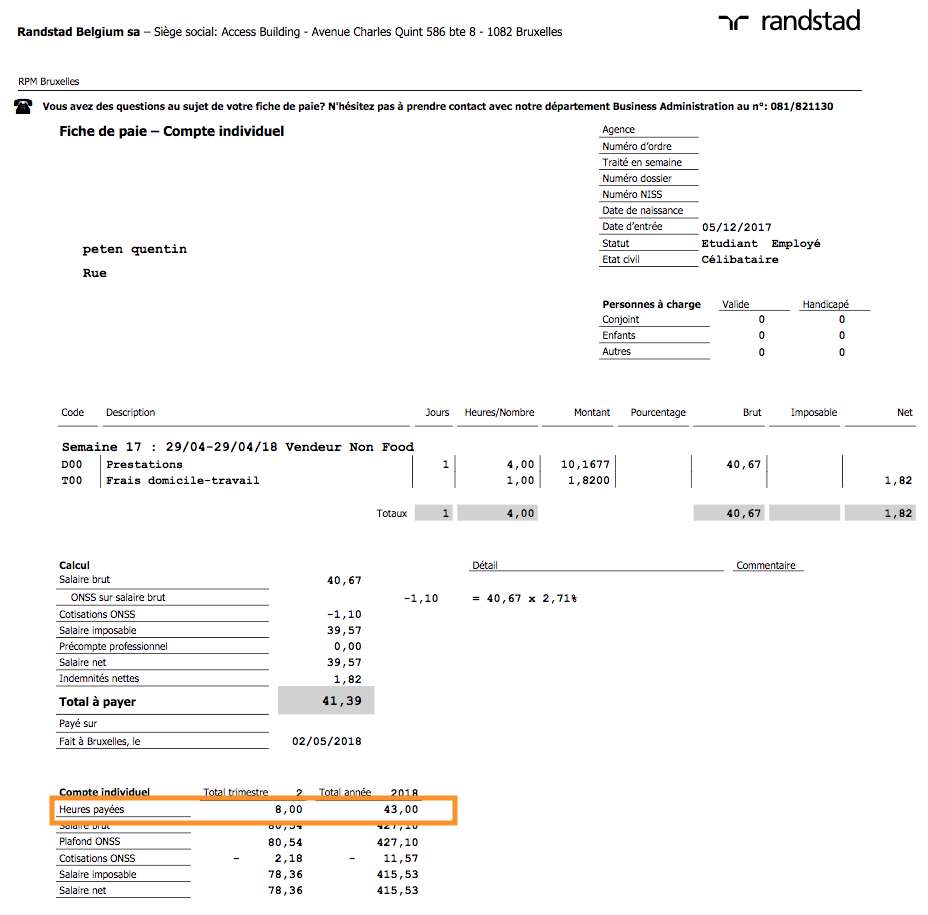 randstad
Randstad Belgium sa – Siège social: Access Building - Avenue Charles Quint 586 bte 8 - 1082 Bruxelles
RPM Bruxelles
Vous avez des questions au sujet de votre fiche de paie? N'hésitez pas à prendre contact avec notre département Business Administration au n°: 081/821130
Fiche de paie – Compte individuel
Agence
Numéro d'ordre
Traité en semaine
Numéro dossier
Numéro NISS
Date de naissance
Date d'entrée 05/12/2017
Statut Etudiant Employé
Etat civil Célibataire
peten quentin
Rue
Personnes à charge Valide Handicapé
Conjoint 0 0
Enfants 0 0
Autres 0 0
Code Description Jours Heures/Nombre Montant Pourcentage Brut Imposable Net
Semaine 17 : 29/04-29/04/18 Vendeur Non Food
D00 Prestations 1 4,00 10,1677 40,67
T00 Frais domicile-travail 1,00 1,8200 1,82
Totaux 1 4,00 40,67 1,82
Calcul Détail Commentaire
Salaire brut 40,67
ONSS sur salaire brut -1,10 = 40,67 x 2,71%
Cotisations ONSS -1,10
Salaire imposable 39,57
Précompte professionnel 0,00
Salaire net 39,57
Indemnités nettes 1,82
Total à payer 41,39
Payé sur
Fait à Bruxelles, le 02/05/2018
Compte individuel Total trimestre 2 Total année 2018
Heures payées 8,00 43,00
Salaire brut 80,54 427,10
Plafond ONSS 80,54 427,10
Cotisations ONSS - 2,18 - 11,57
Salaire imposable 78,36 415,53
Salaire net 78,36 415,53